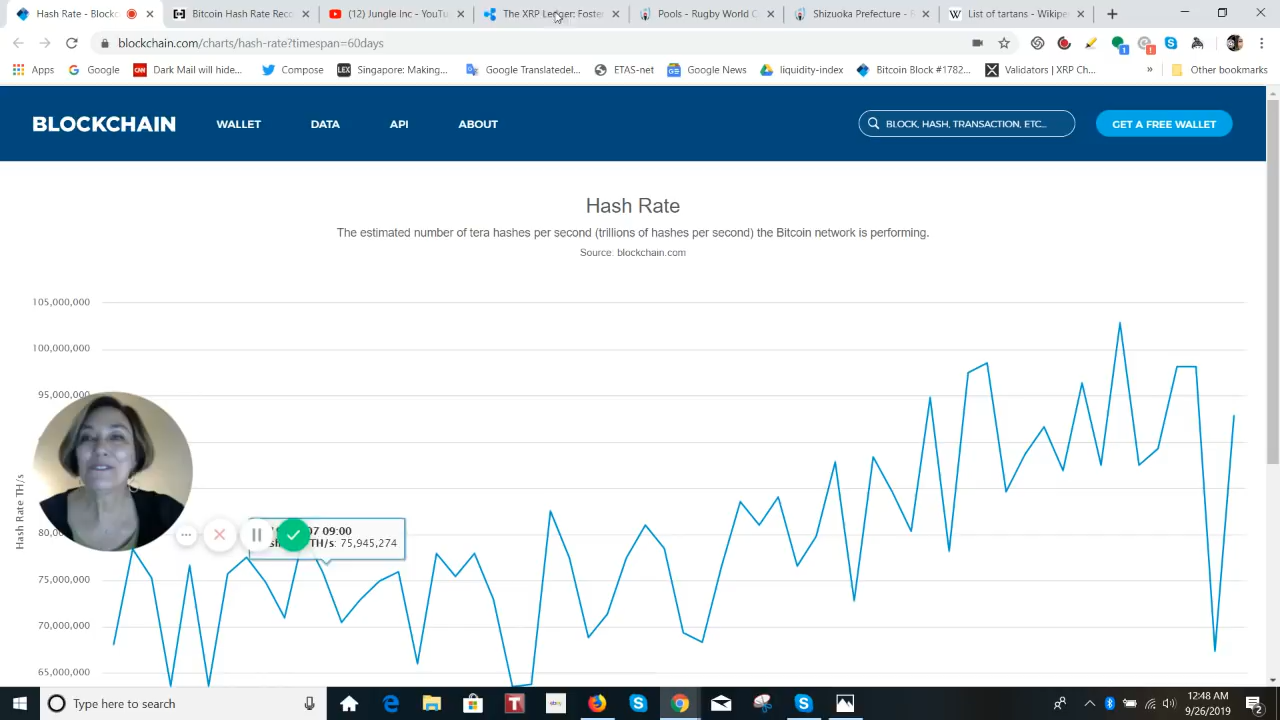 Hash Rate - Block
Bitcoin Hash Rate Reco
(12) Jungle Inc - YouTu
The XRP Ledger: Foste
Pools - Rugby World C
Shizuoka Prefecture - B
List of tartans - Wikipe
blockchain.com/charts/hash-rate?timespan=60days
Apps
Google
Dark Mail will hide...
Compose
Singapore: Making...
Google Translatedel...
ETAS-net
Google News
liquidity-index
Bitcoin Block #1782...
Validators | XRP Ch...
»
Other bookmarks
BLOCKCHAIN
WALLET
DATA
API
ABOUT
BLOCK, HASH, TRANSACTION, ETC...
GET A FREE WALLET
Hash Rate
The estimated number of tera hashes per second (trillions of hashes per second) the Bitcoin network is performing.
Source: blockchain.com
105,000,000
100,000,000
95,000,000
80,0
75,000,000
70,000,000
65,000,000
Hash Rate TH/s
07 09:00
TH/s: 75,945,274
Type here to search
12:48 AM
9/26/2019